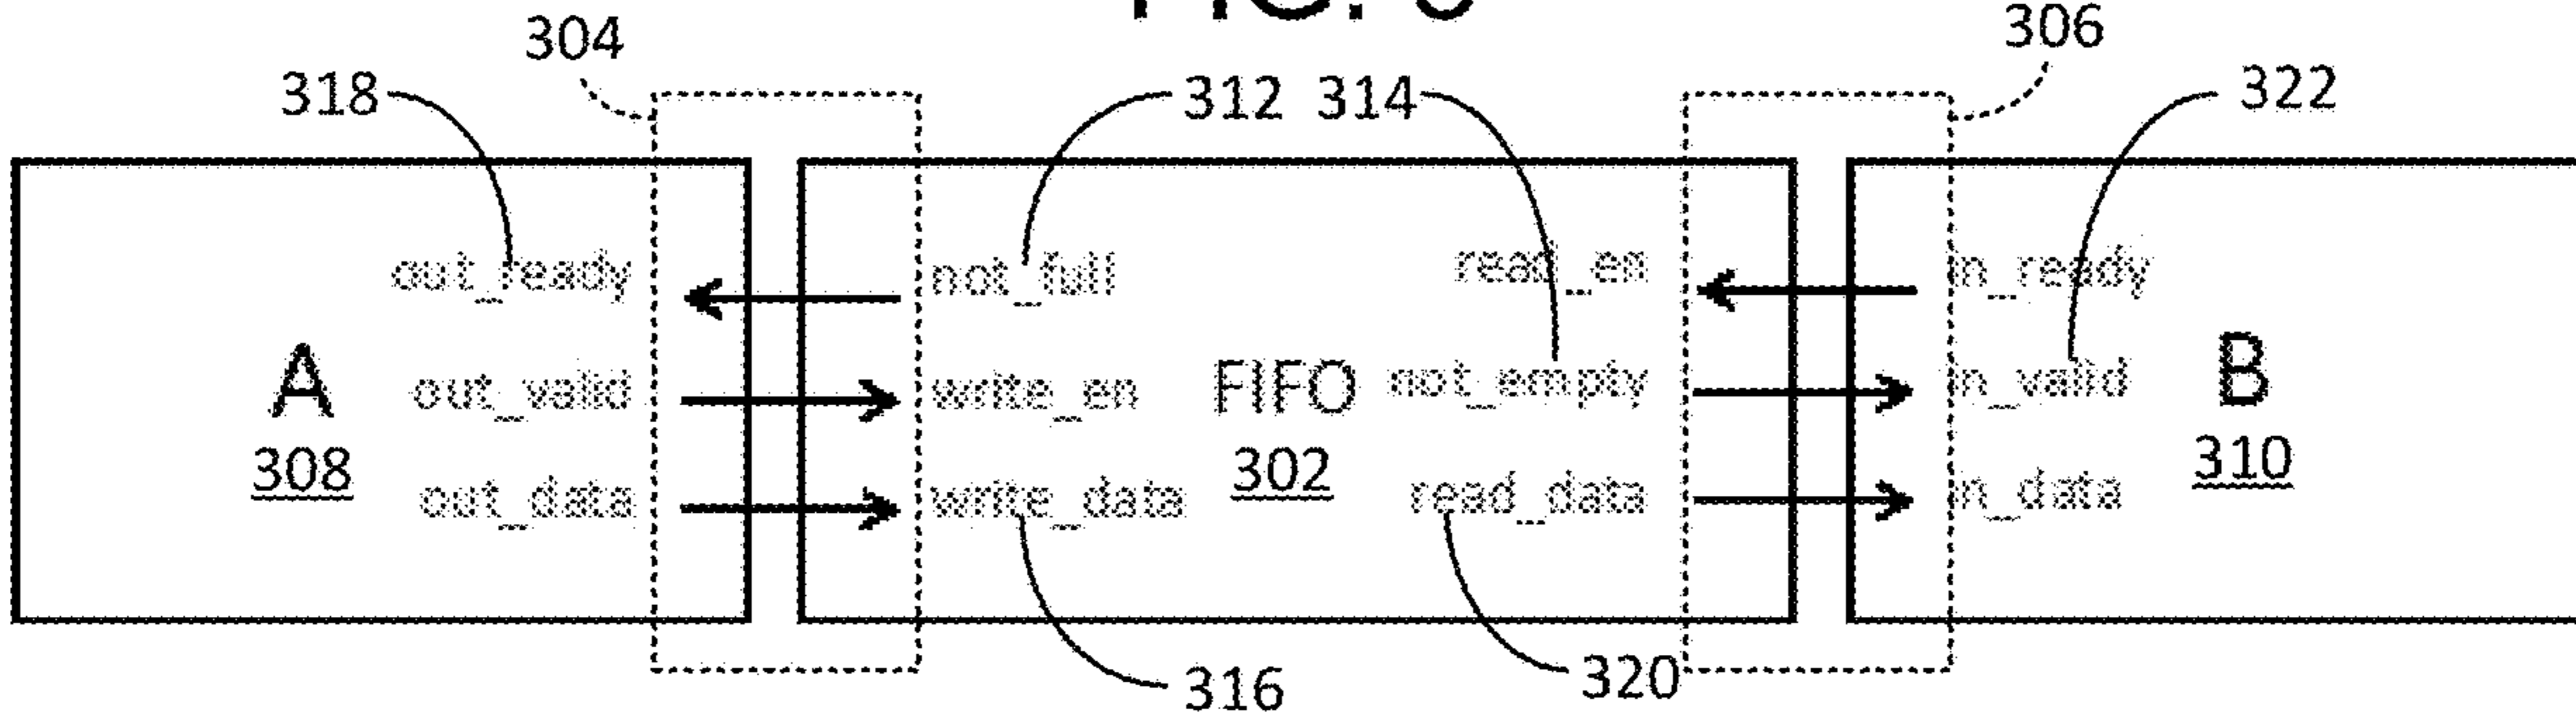 304 306
318 312 314 322
out_ready not_full read_en in_ready
A out_valid write_en FIFO not_empty in_valid B
308 out_data write_data 302 read_data in_data 310
316 320